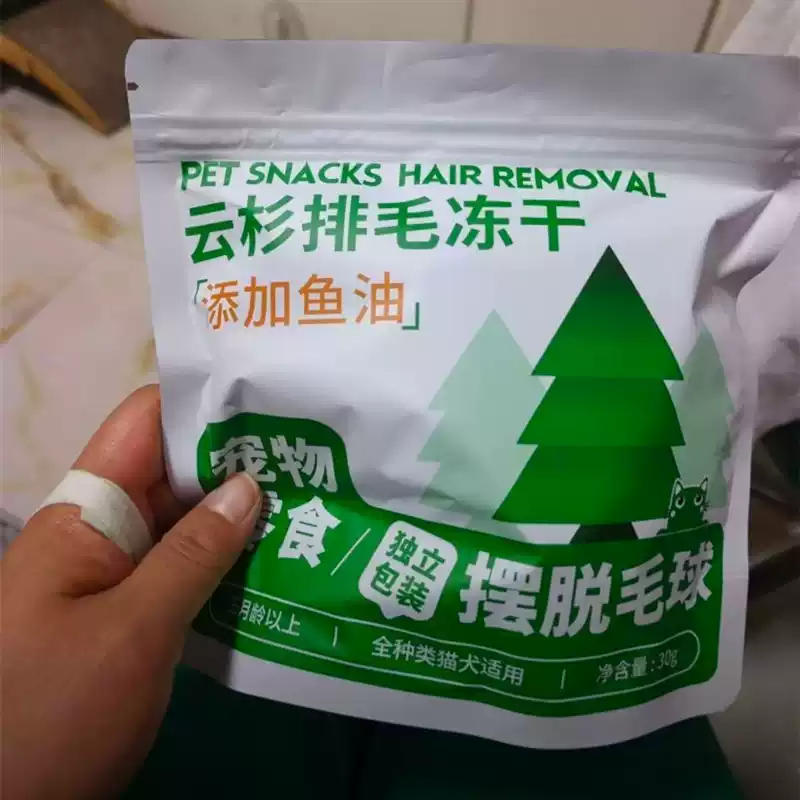 PET SNACKS HAIR REMOVAL
云杉排毛冻干
「添加鱼油」
宠物
零食 / 独立包装 摆脱毛球
月龄以上 | 全种类猫犬适用 | 净含量:30g